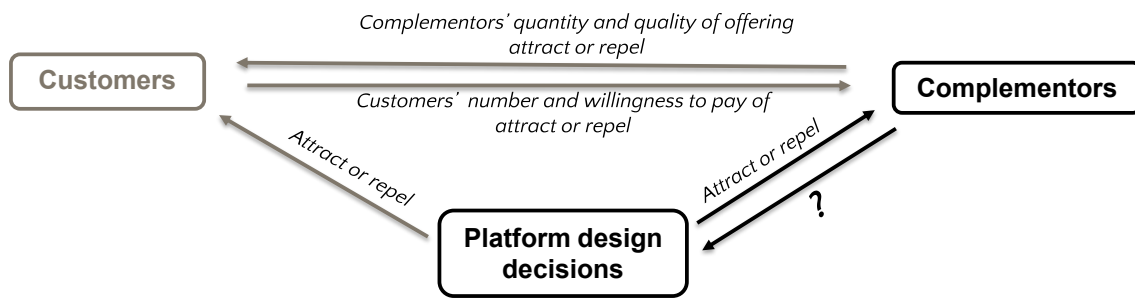 Complementors' quantity and quality of offering
attract or repel
Customers
Complementors
Customers' number and willingness to pay of
attract or repel
Attract or repel
Attract or repel
?
Platform design
decisions